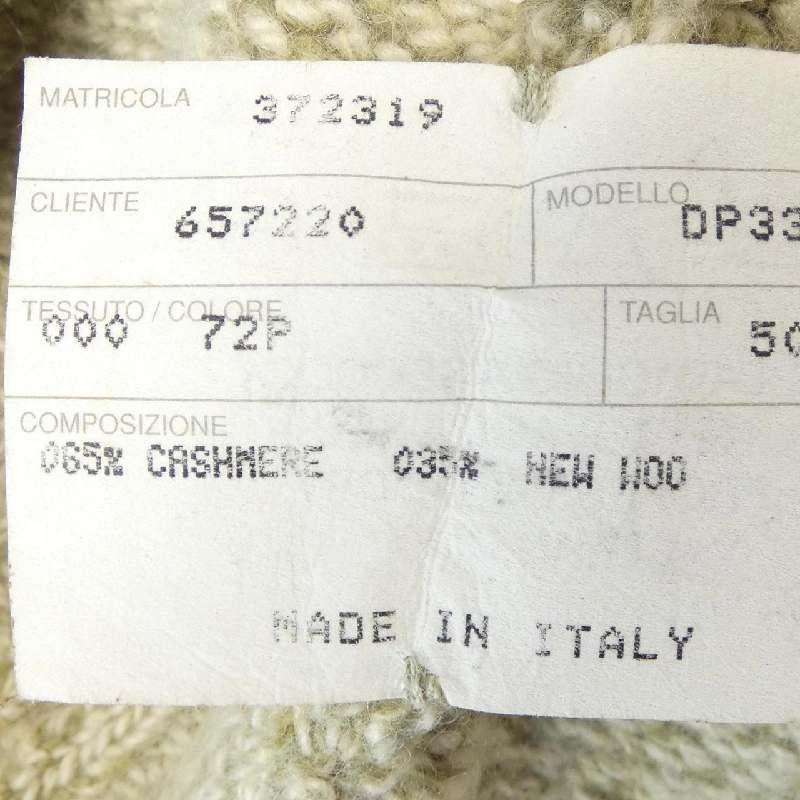 MATRICOLA 372319
CLIENTE 657220 MODELLO DP33
TESSUTO / COLORE TAGLIA
000 72P 50
COMPOSIZIONE
065% CASHMERE 035% NEW WOO
MADE IN ITALY